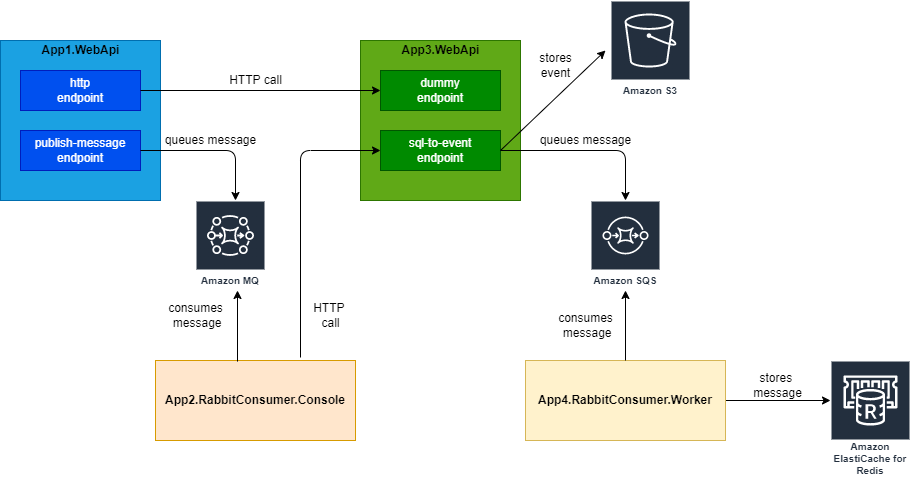 App1.WebApi
http
endpoint
publish-message
endpoint
HTTP call
queues message
App3.WebApi
dummy
endpoint
sql-to-event
endpoint
stores
event
Amazon S3
queues message
Amazon MQ
Amazon SQS
consumes
message
HTTP
call
consumes
message
App2.RabbitConsumer.Console
App4.RabbitConsumer.Worker
stores
message
R
Amazon
ElastiCache for
Redis